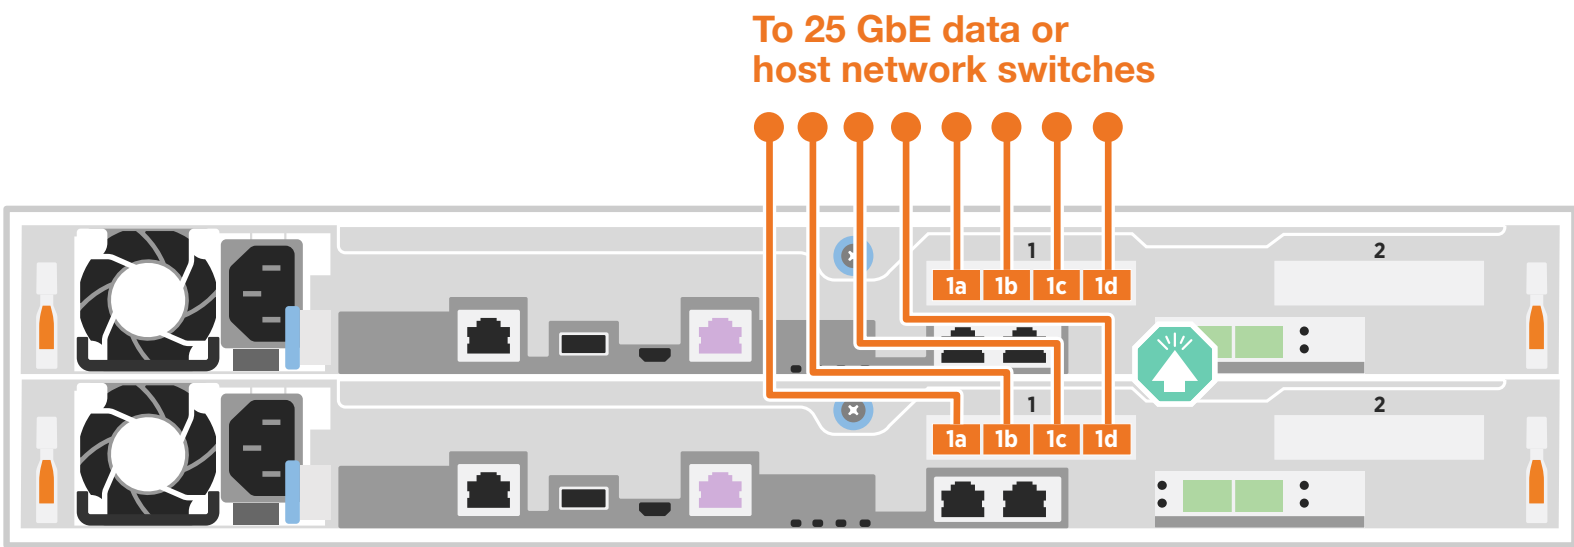 To 25 GbE data or
host network switches
1 2
1a 1b 1c 1d
1 2
1a 1b 1c 1d